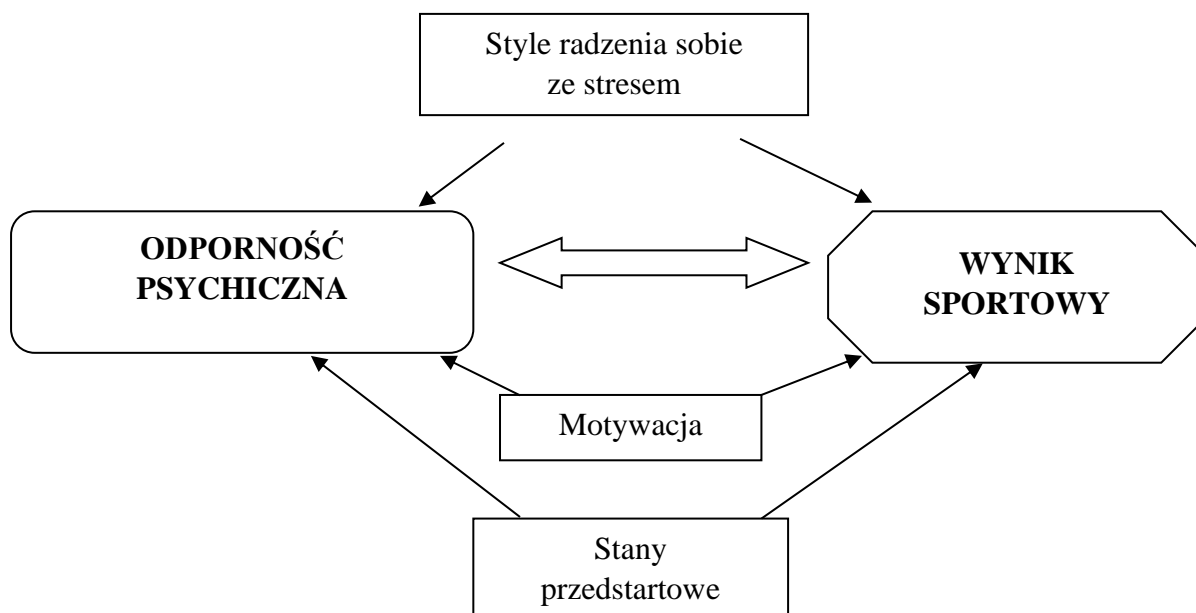 Style radzenia sobie
ze stresem
ODPORNOŚĆ
PSYCHICZNA
WYNIK
SPORTOWY
Motywacja
Stany
przedstartowe